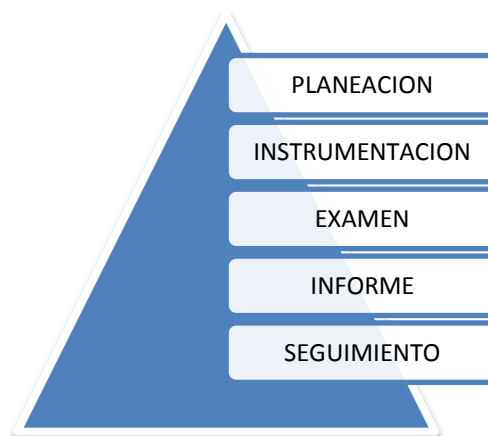 PLANEACION
INSTRUMENTACION
EXAMEN
INFORME
SEGUIMIENTO